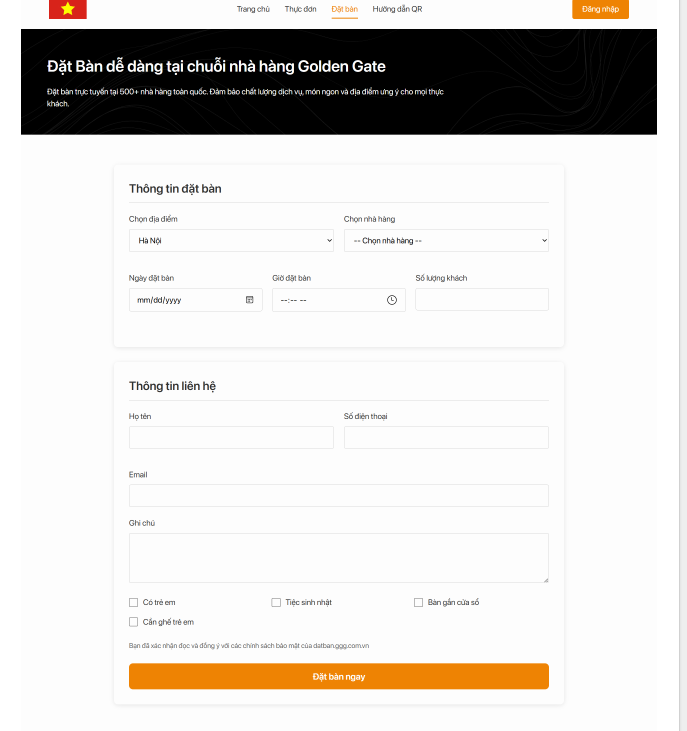 Trang chủ Thực đơn Đặt bàn Hướng dẫn QR Đăng nhập
Đặt Bàn dễ dàng tại chuỗi nhà hàng Golden Gate
Đặt bàn trực tuyến tại 500+ nhà hàng toàn quốc. Đảm bảo chất lượng dịch vụ, món ngon và địa điểm ưng ý cho mọi thực
khách.
Thông tin đặt bàn
Chọn địa điểm Chọn nhà hàng
Hà Nội -- Chọn nhà hàng --
Ngày đặt bàn Giờ đặt bàn Số lượng khách
mm/dd/yyyy --:-- --
Thông tin liên hệ
Họ tên Số điện thoại
Email
Ghi chú
Có trẻ em Tiệc sinh nhật Bàn gần cửa sổ
Cần ghế trẻ em
Bạn đã xác nhận đọc và đồng ý với các chính sách bảo mật của datban.ggg.com.vn
Đặt bàn ngay